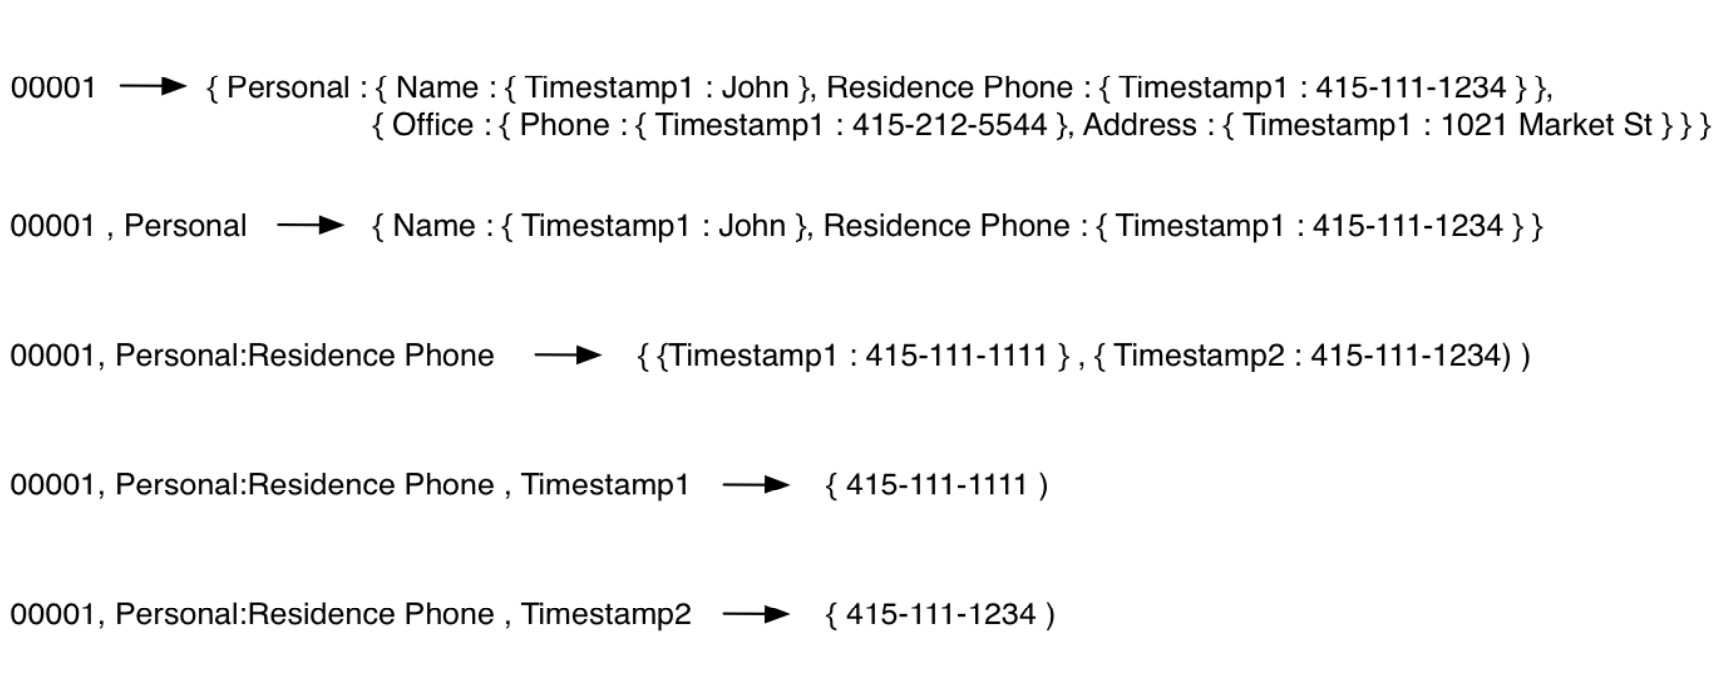 00001 → { Personal : { Name : { Timestamp1 : John }, Residence Phone : { Timestamp1 : 415-111-1234 } },
{ Office : { Phone : { Timestamp1 : 415-212-5544 }, Address : { Timestamp1 : 1021 Market St } } }
00001 , Personal → { Name : { Timestamp1 : John }, Residence Phone : { Timestamp1 : 415-111-1234 } }
00001, Personal:Residence Phone → { {Timestamp1 : 415-111-1111 } , { Timestamp2 : 415-111-1234) )
00001, Personal:Residence Phone , Timestamp1 → { 415-111-1111 )
00001, Personal:Residence Phone , Timestamp2 → { 415-111-1234 )